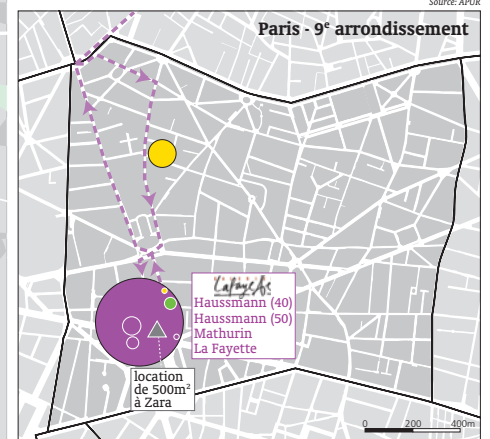 Source: APUR
Paris - 9e arrondissement
Lafayette
Haussmann (40)
Haussmann (50)
Mathurin
La Fayette
location
de 500m²
à Zara
0 200 400m